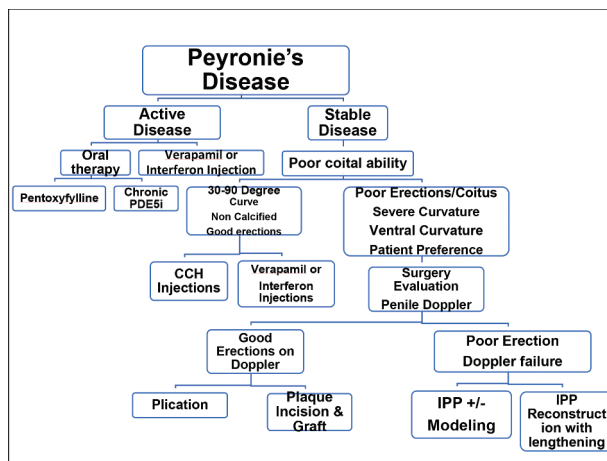 Peyronie's
Disease
Active
Disease
Stable
Disease
Oral
therapy
Verapamil or
Interferon Injection
Poor coital ability
Pentoxyfylline
Chronic
PDE5i
30-90 Degree
Curve
Non Calcified
Good erections
Poor Erections/Coitus
Severe Curvature
Ventral Curvature
Patient Preference
CCH
Injections
Verapamil or
Interferon
Injections
Surgery
Evaluation
Penile Doppler
Good
Erections on
Doppler
Poor Erection
Doppler failure
Plication
Plaque
Incision &
Graft
IPP +/-
Modeling
IPP
Reconstruct
ion with
lengthening